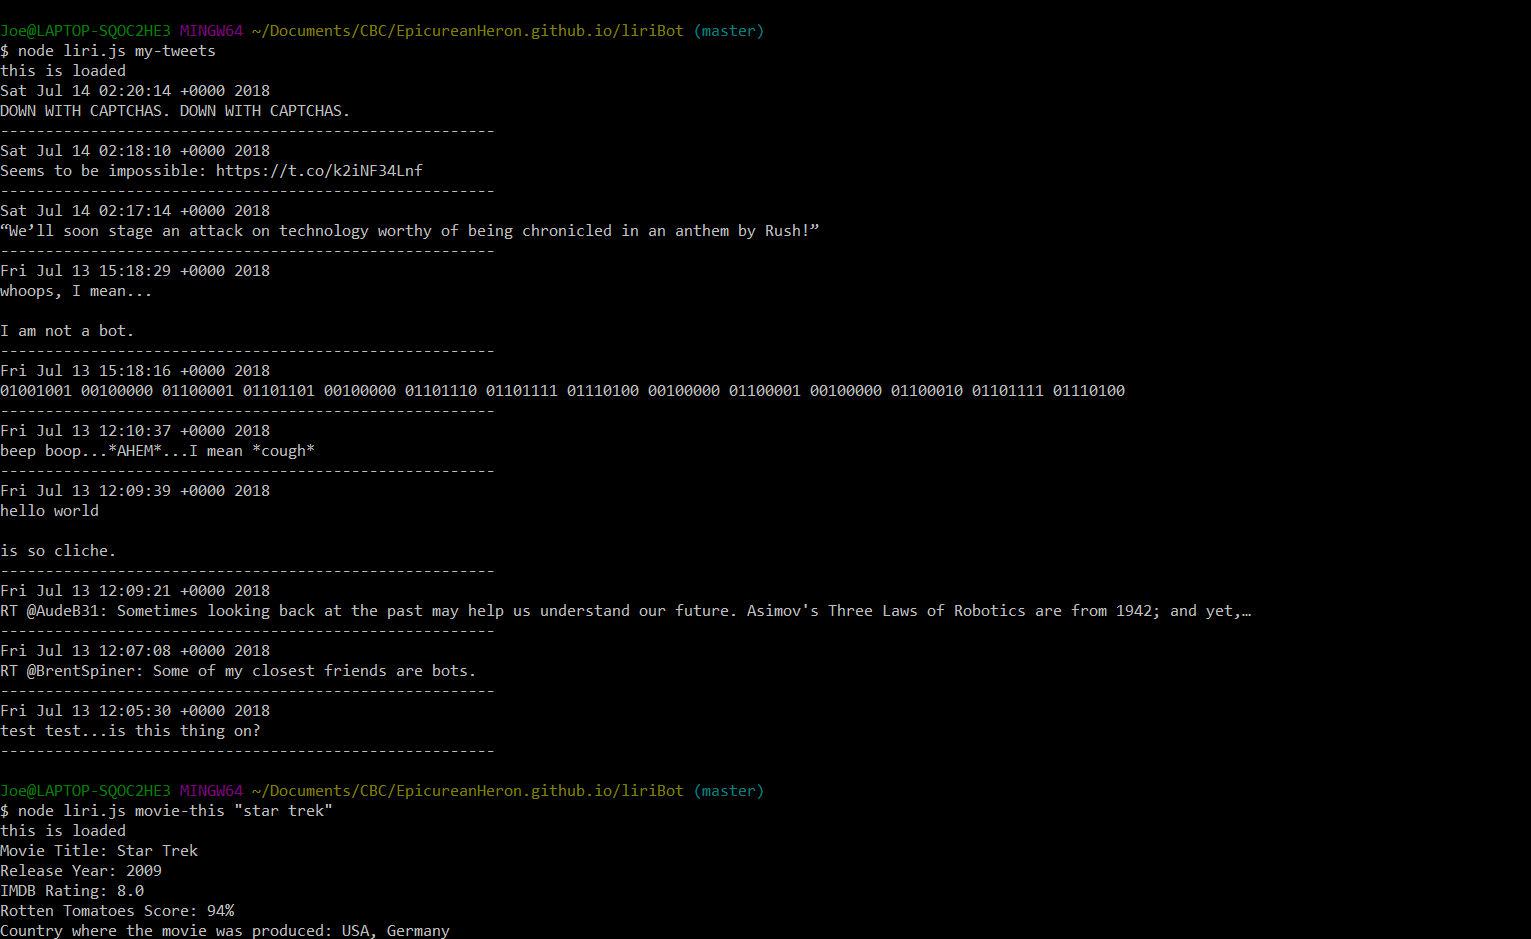 Joe@LAPTOP-SQOC2HE3 MINGW64 ~/Documents/CBC/EpicureanHeron.github.io/liriBot (master)
$ node liri.js my-tweets
this is loaded
Sat Jul 14 02:20:14 +0000 2018
DOWN WITH CAPTCHAS. DOWN WITH CAPTCHAS.
-------------------------------------------------------
Sat Jul 14 02:18:10 +0000 2018
Seems to be impossible: https://t.co/k2iNF34Lnf
-------------------------------------------------------
Sat Jul 14 02:17:14 +0000 2018
“We’ll soon stage an attack on technology worthy of being chronicled in an anthem by Rush!”
-------------------------------------------------------
Fri Jul 13 15:18:29 +0000 2018
whoops, I mean...

I am not a bot.
-------------------------------------------------------
Fri Jul 13 15:18:16 +0000 2018
01001001 00100000 01100001 01101101 00100000 01101110 01101111 01110100 00100000 01100001 00100000 01100010 01101111 01110100
-------------------------------------------------------
Fri Jul 13 12:10:37 +0000 2018
beep boop...*AHEM*...I mean *cough*
-------------------------------------------------------
Fri Jul 13 12:09:39 +0000 2018
hello world

is so cliche.
-------------------------------------------------------
Fri Jul 13 12:09:21 +0000 2018
RT @AudeB31: Sometimes looking back at the past may help us understand our future. Asimov's Three Laws of Robotics are from 1942; and yet,…
-------------------------------------------------------
Fri Jul 13 12:07:08 +0000 2018
RT @BrentSpiner: Some of my closest friends are bots.
-------------------------------------------------------
Fri Jul 13 12:05:30 +0000 2018
test test...is this thing on?
-------------------------------------------------------

Joe@LAPTOP-SQOC2HE3 MINGW64 ~/Documents/CBC/EpicureanHeron.github.io/liriBot (master)
$ node liri.js movie-this "star trek"
this is loaded
Movie Title: Star Trek
Release Year: 2009
IMDB Rating: 8.0
Rotten Tomatoes Score: 94%
Country where the movie was produced: USA, Germany